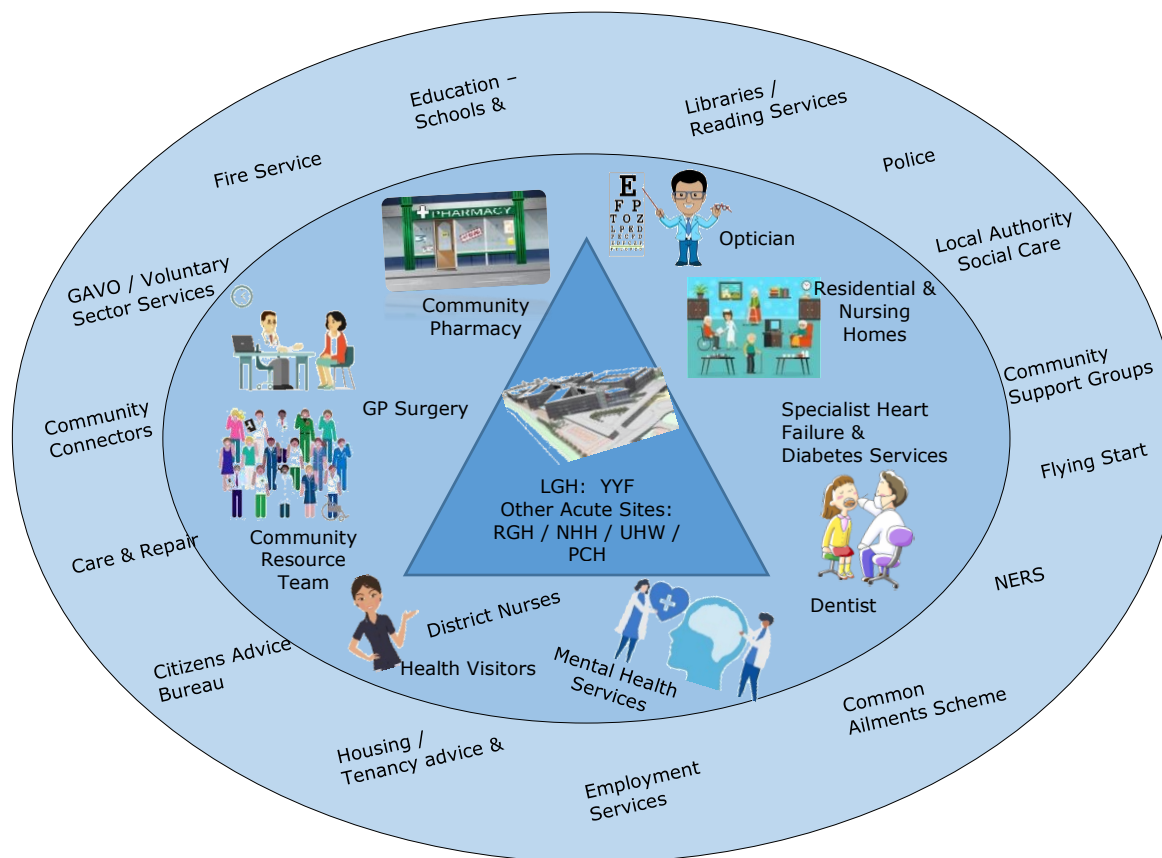 Education –
Schools &
Libraries /
Reading Services
Fire Service
Police
Local Authority
Social Care
GAVO / Voluntary
Sector Services
Community
Support Groups
Community
Connectors
Flying Start
Care & Repair
NERS
Citizens Advice
Bureau
Common
Ailments Scheme
Housing /
Tenancy advice &
Employment
Services
PHARMACY
Community
Pharmacy
E
F P
T O Z
L P E D
Optician
Residential &
Nursing
Homes
GP Surgery
Specialist Heart
Failure &
Diabetes Services
Community
Resource
Team
Dentist
District Nurses
Health Visitors
Mental Health
Services
LGH: YYF
Other Acute Sites:
RGH / NHH / UHW /
PCH